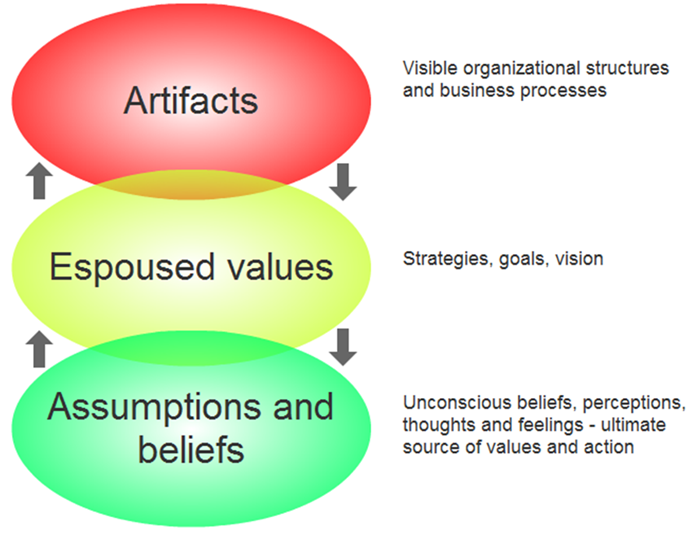 Artifacts
Visible organizational structures
and business processes
Espoused values
Strategies, goals, vision
Assumptions and
beliefs
Unconscious beliefs, perceptions,
thoughts and feelings - ultimate
source of values and action